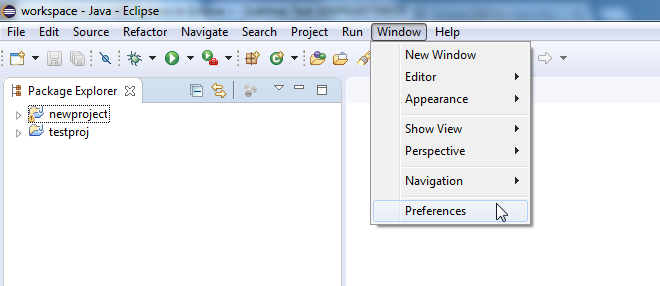 workspace - Java - Eclipse
File Edit Source Refactor Navigate Search Project Run Window Help
Package Explorer
newproject
testproj
New Window
Editor
Appearance
Show View
Perspective
Navigation
Preferences